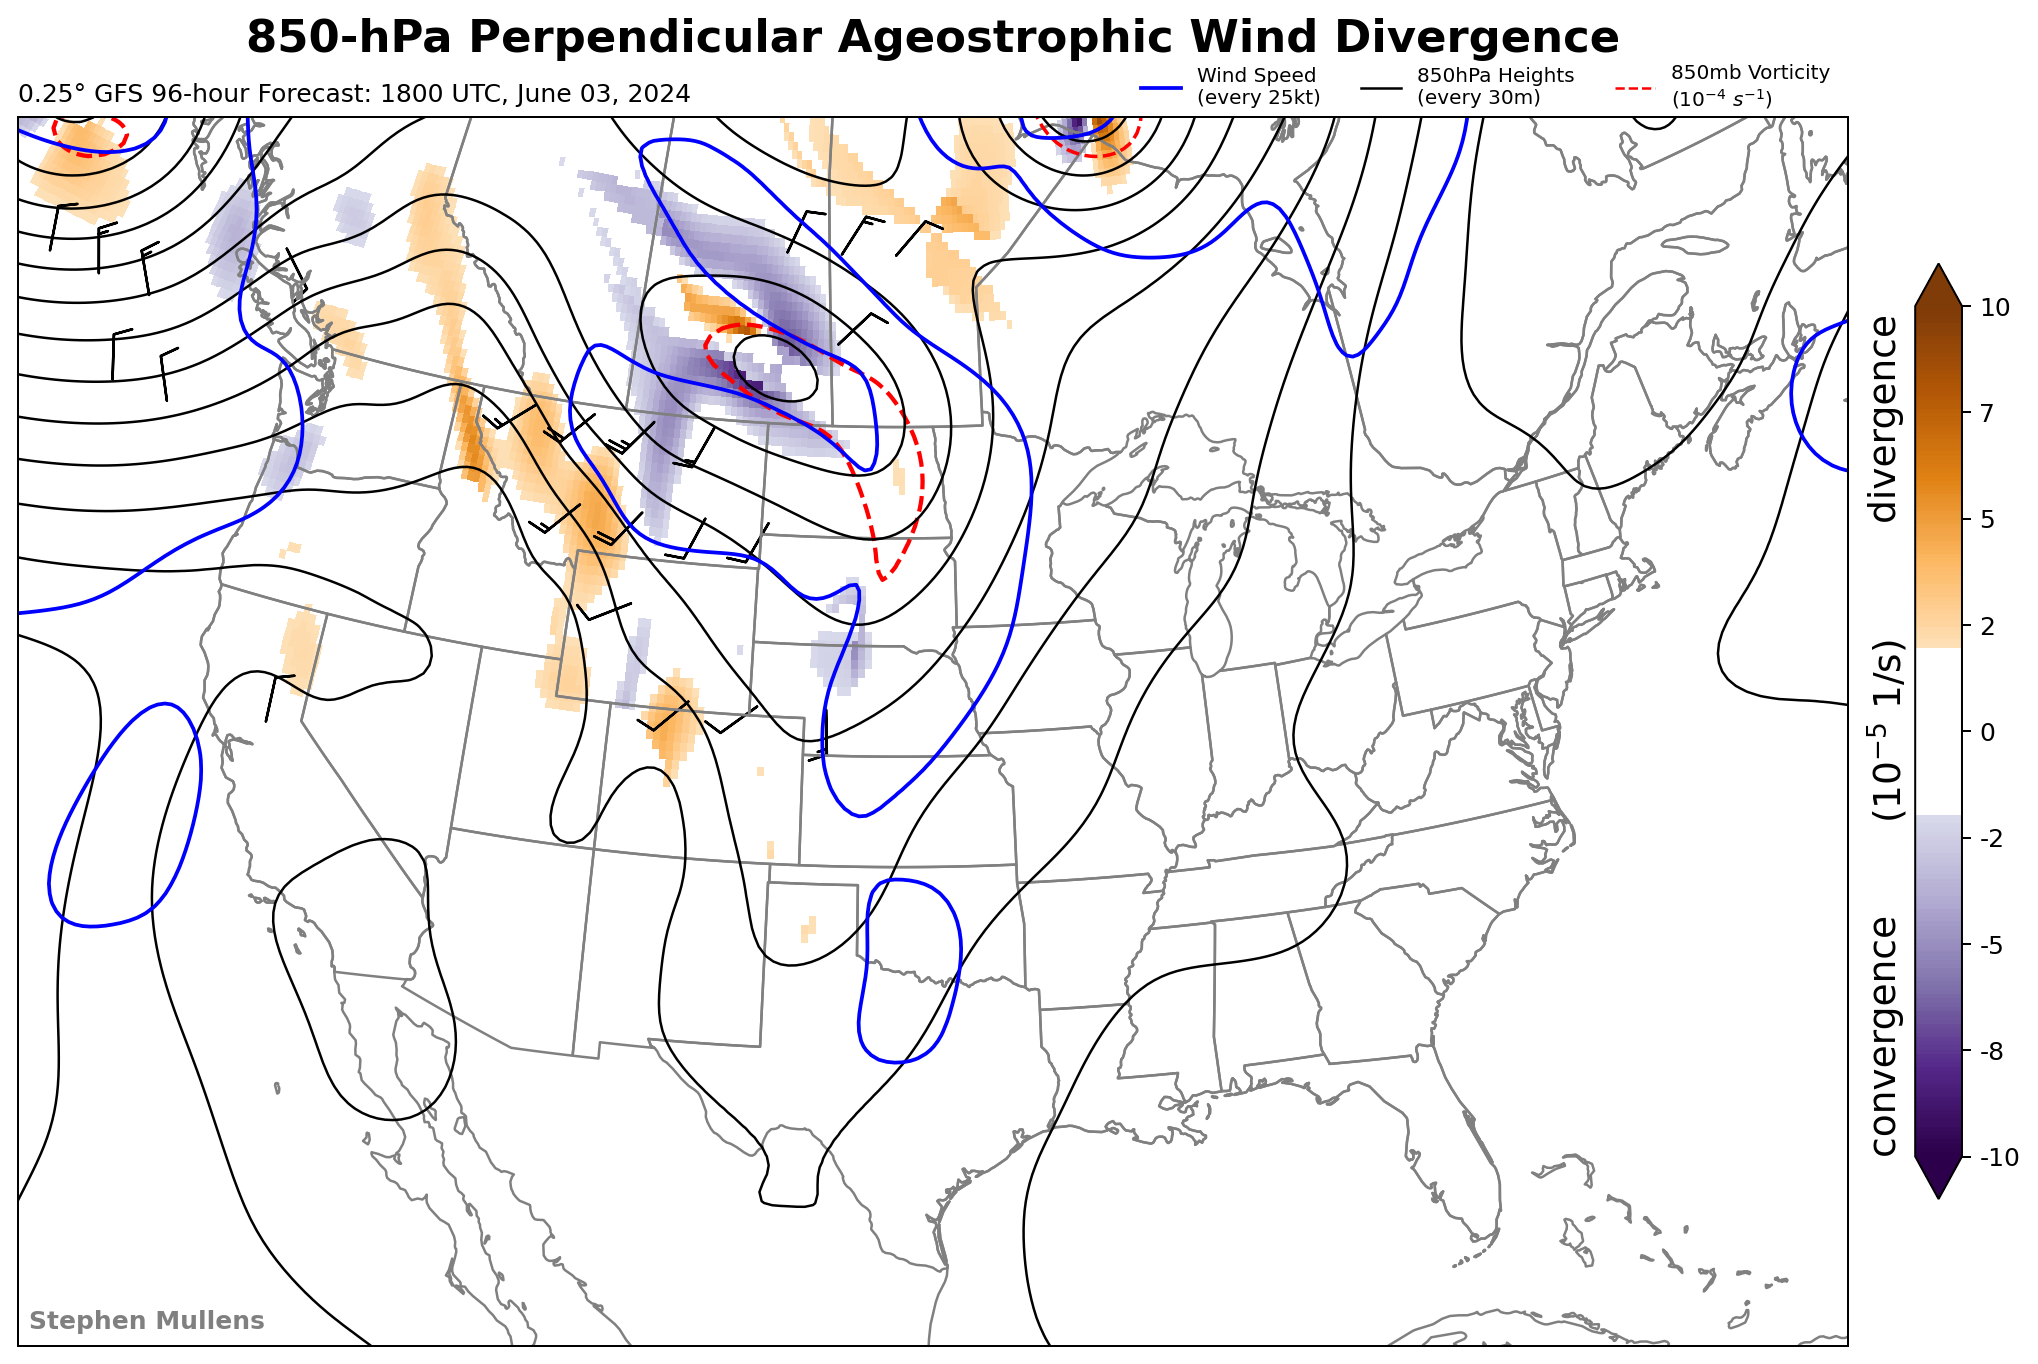 850-hPa Perpendicular Ageostrophic Wind Divergence
0.25° GFS 96-hour Forecast: 1800 UTC, June 03, 2024
Wind Speed
(every 25kt)
850hPa Heights
(every 30m)
850mb Vorticity
(10⁻⁴ s⁻¹)
10
7
5
2
0
-2
-5
-8
-10
convergence (10⁻⁵ 1/s) divergence
Stephen Mullens